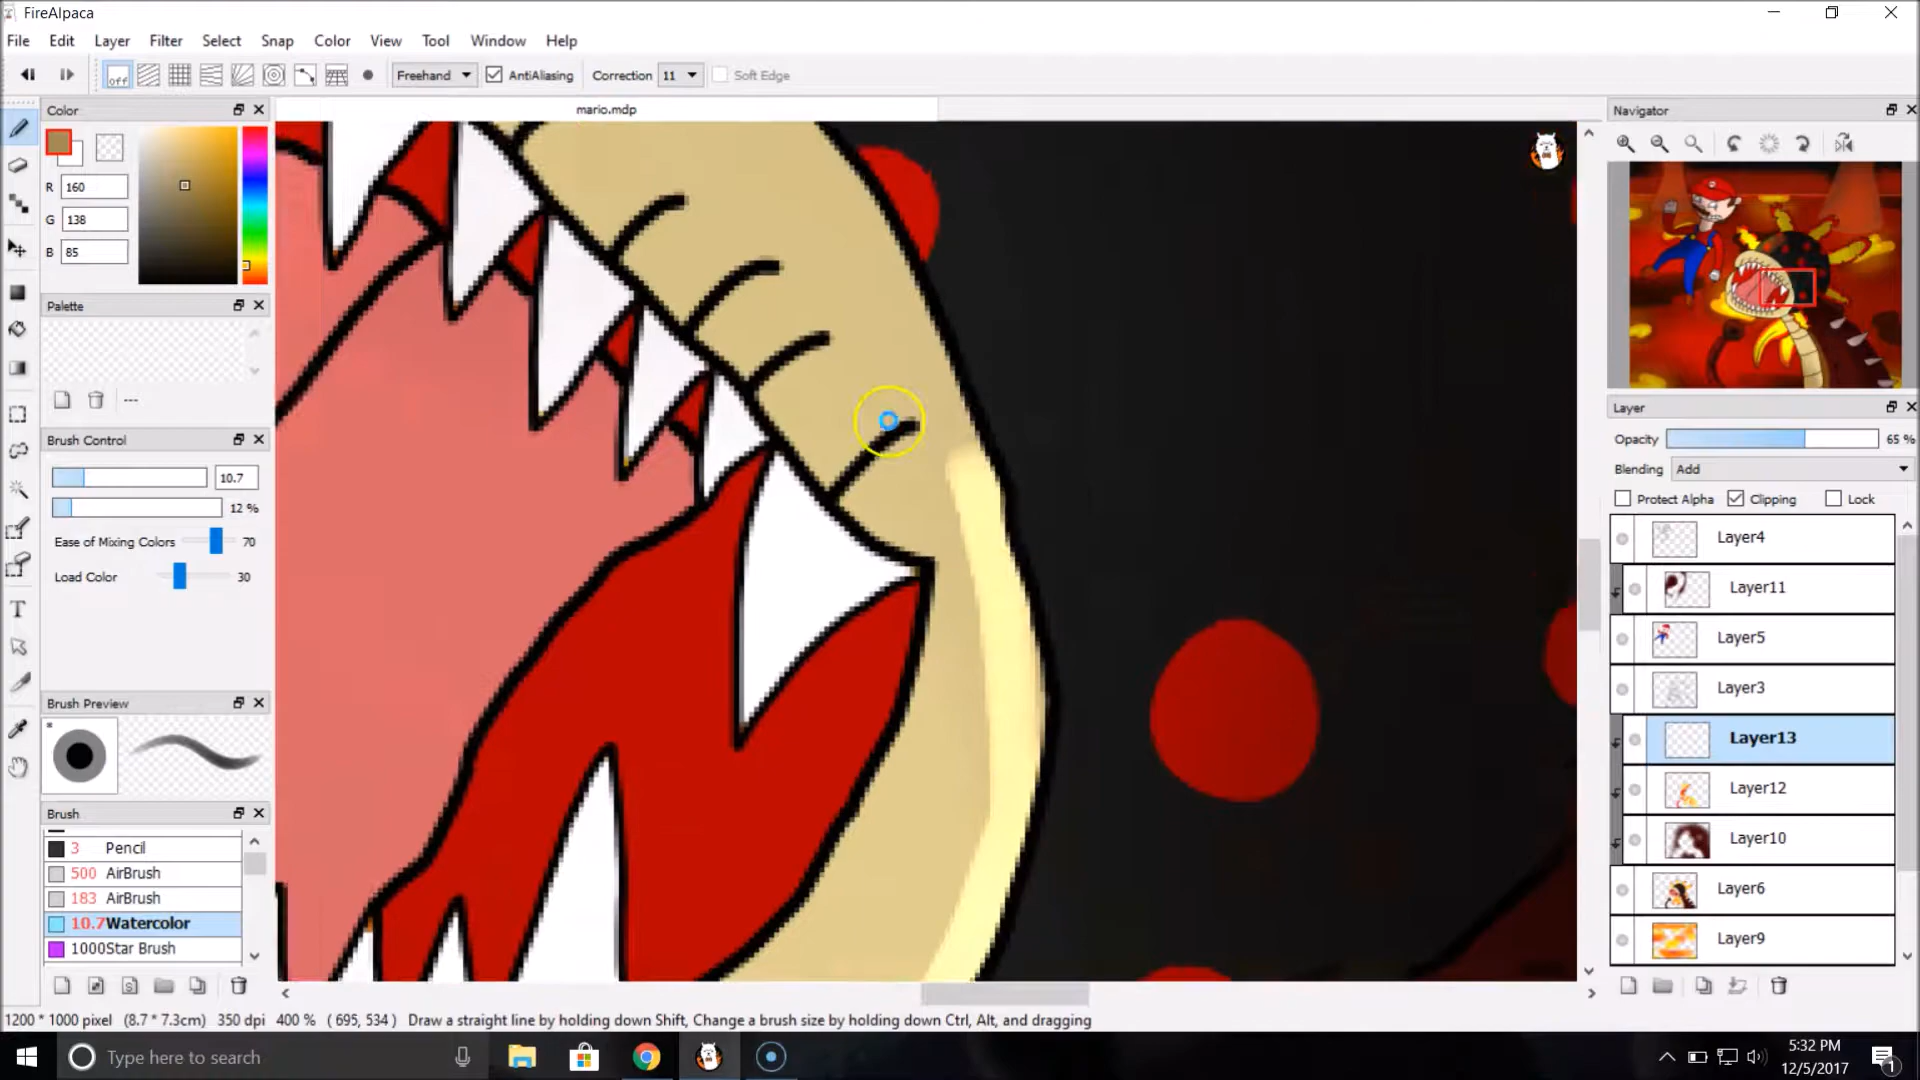 FireAlpaca
File Edit Layer Filter Select Snap Color View Tool Window Help
off Freehand AntiAliasing Correction 11 Soft Edge
Color
mario.mdp
Navigator
R 160
G 138
B 85
Palette
---
Layer
Opacity 65 %
Blending Add
Protect Alpha Clipping Lock
Brush Control
10.7
12 %
Ease of Mixing Colors 70
Load Color 30
Layer4
Layer11
Layer5
Layer3
Layer13
Layer12
Layer10
Layer6
Layer9
Brush Preview
*
Brush
3 Pencil
500 AirBrush
183 AirBrush
10.7 Watercolor
1000 Star Brush
T
1200 * 1000 pixel (8.7 * 7.3cm) 350 dpi 400 % ( 695, 534 ) Draw a straight line by holding down Shift, Change a brush size by holding down Ctrl, Alt, and dragging
Type here to search
5:32 PM
12/5/2017
1